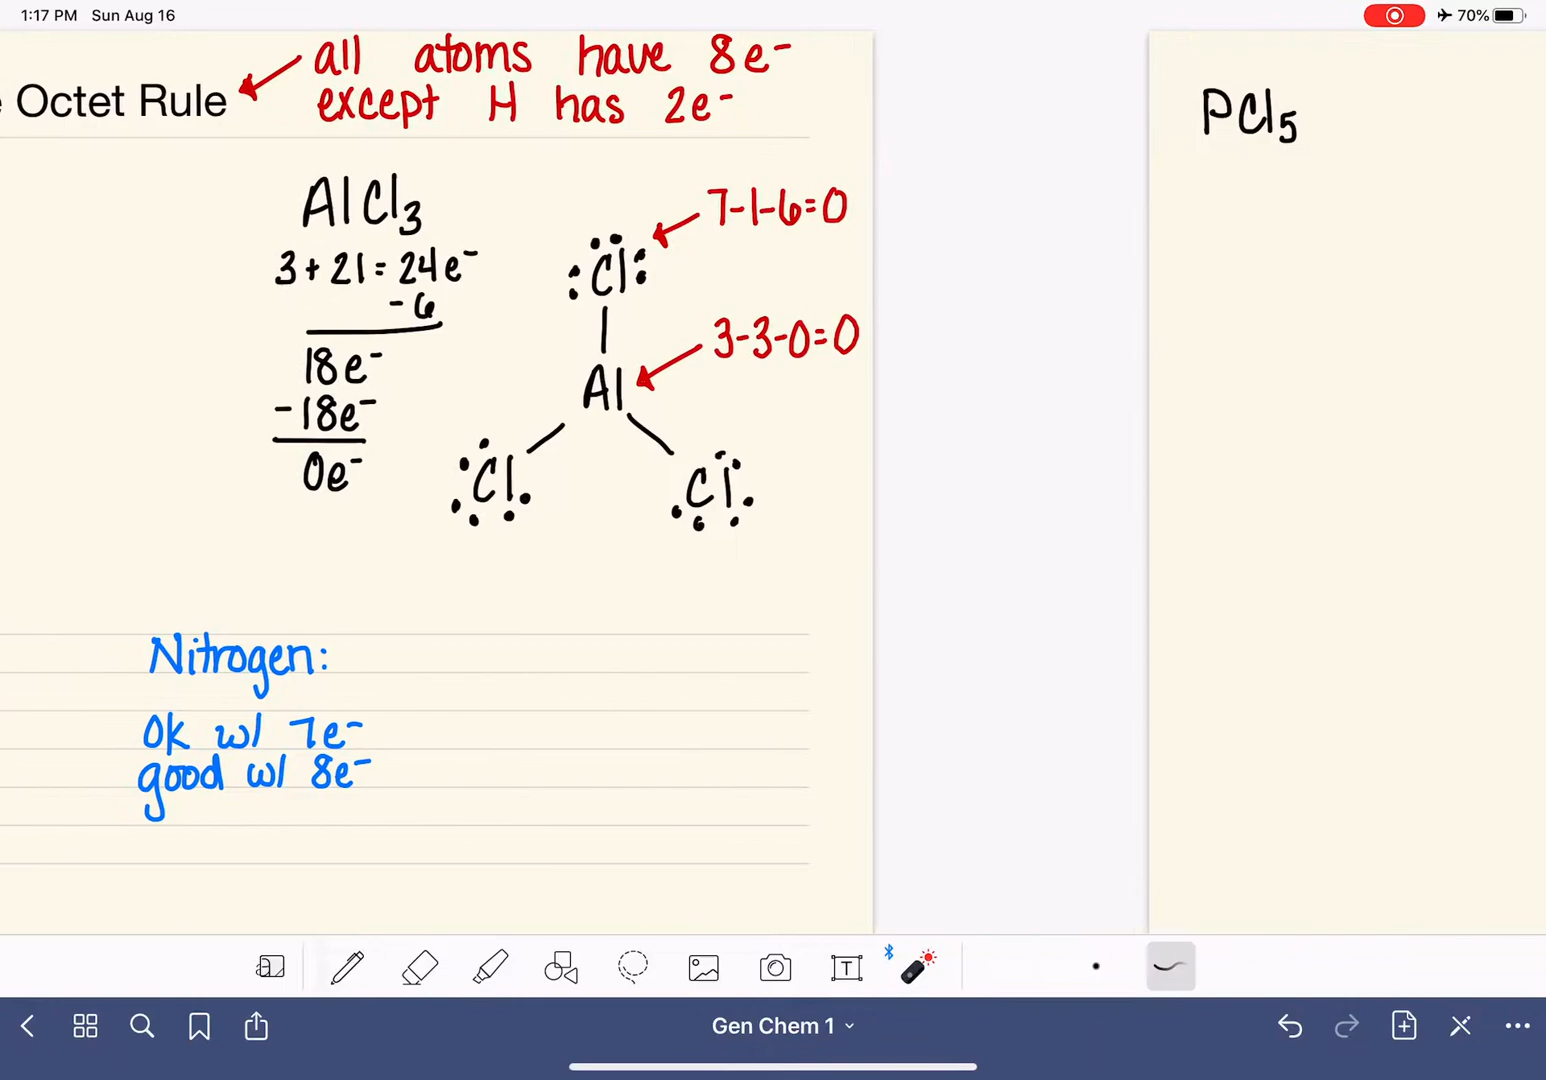 1:17 PM Sun Aug 16
70%
all atoms have 8e⁻
e Octet Rule
except H has 2e⁻
PCl₅
AlCl₃
3 + 21 = 24e⁻
- 6
18e⁻
-18e⁻
0e⁻
7-1-6=0
Cl
3-3-0=0
Al
Cl
Cl
Nitrogen:
ok w/ 7e⁻
good w/ 8e⁻
T
Gen Chem 1